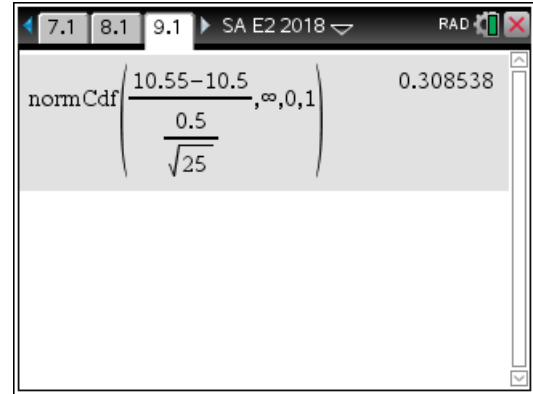 7.1 8.1 9.1 SA E2 2018 RAD
normCdf(10.55−10.5 / (0.5 / √25),∞,0,1) 0.308538